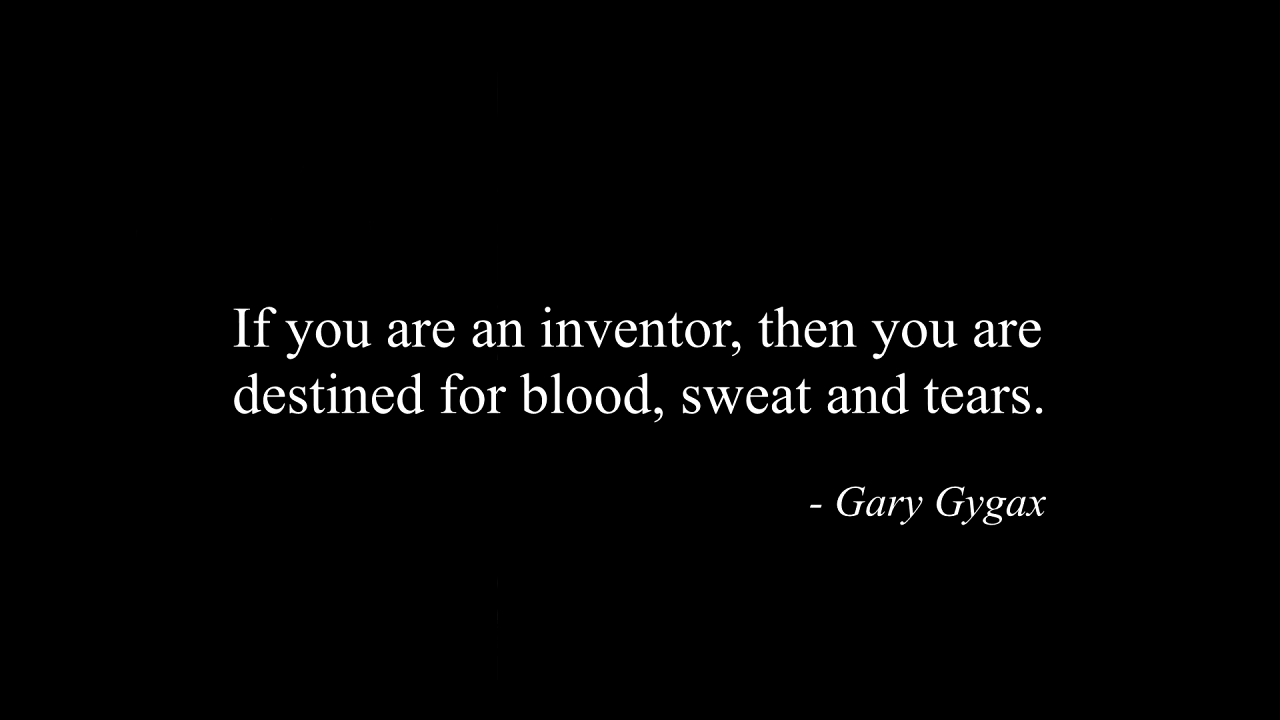 If you are an inventor, then you are
destined for blood, sweat and tears.
- Gary Gygax